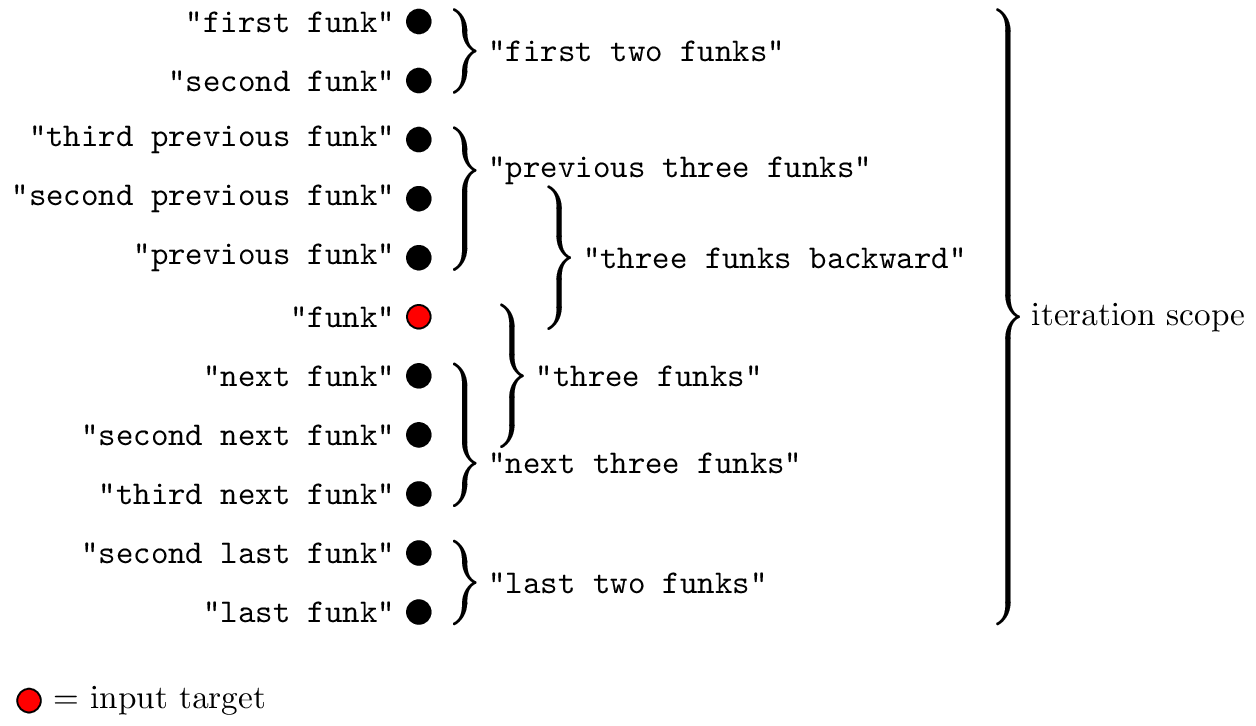 "first funk"
"first two funks"
"second funk"
"third previous funk"
"previous three funks"
"second previous funk"
"previous funk"
"three funks backward"
"funk"
iteration scope
"next funk"
"three funks"
"second next funk"
"next three funks"
"third next funk"
"second last funk"
"last two funks"
"last funk"
= input target